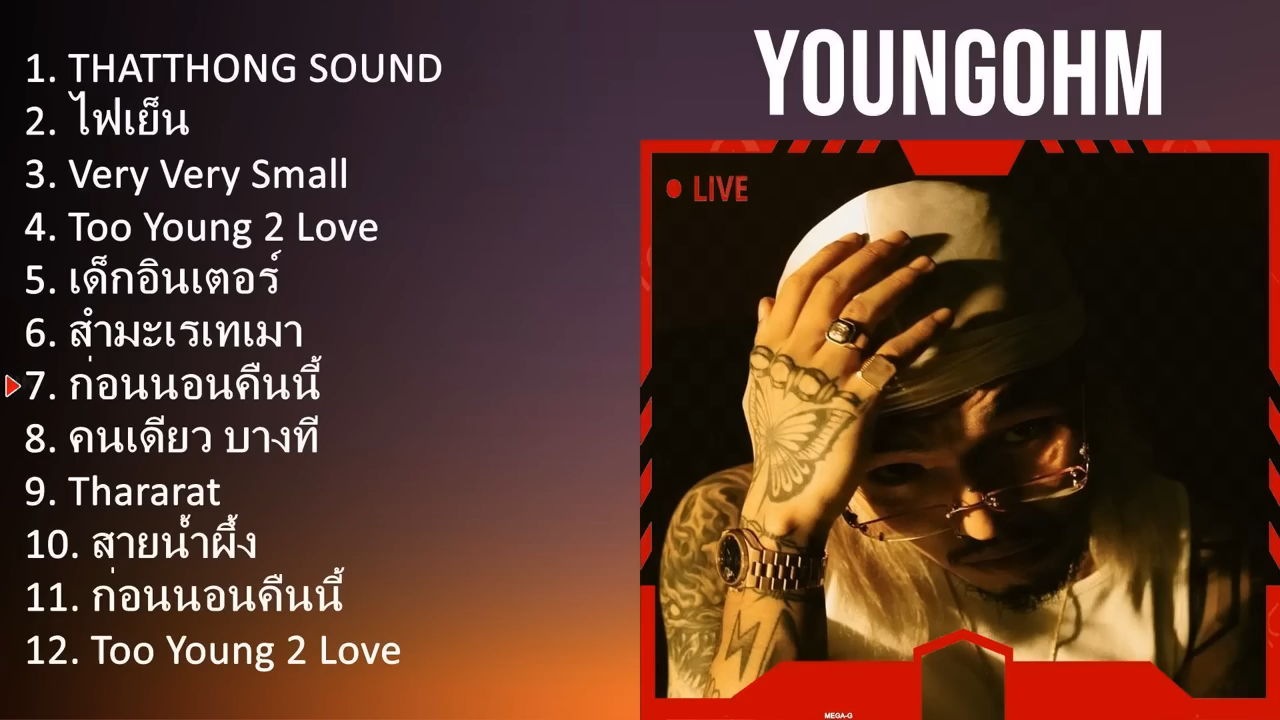 1. THATTHONG SOUND
2. ไฟเย็น
3. Very Very Small
4. Too Young 2 Love
5. เด็กอินเตอร์
6. สำมะเรเทเมา
7. ก่อนนอนคืนนี้
8. คนเดียว บางที
9. Thararat
10. สายน้ำผึ้ง
11. ก่อนนอนคืนนี้
12. Too Young 2 Love
YOUNGOHM
LIVE
MEGA-G